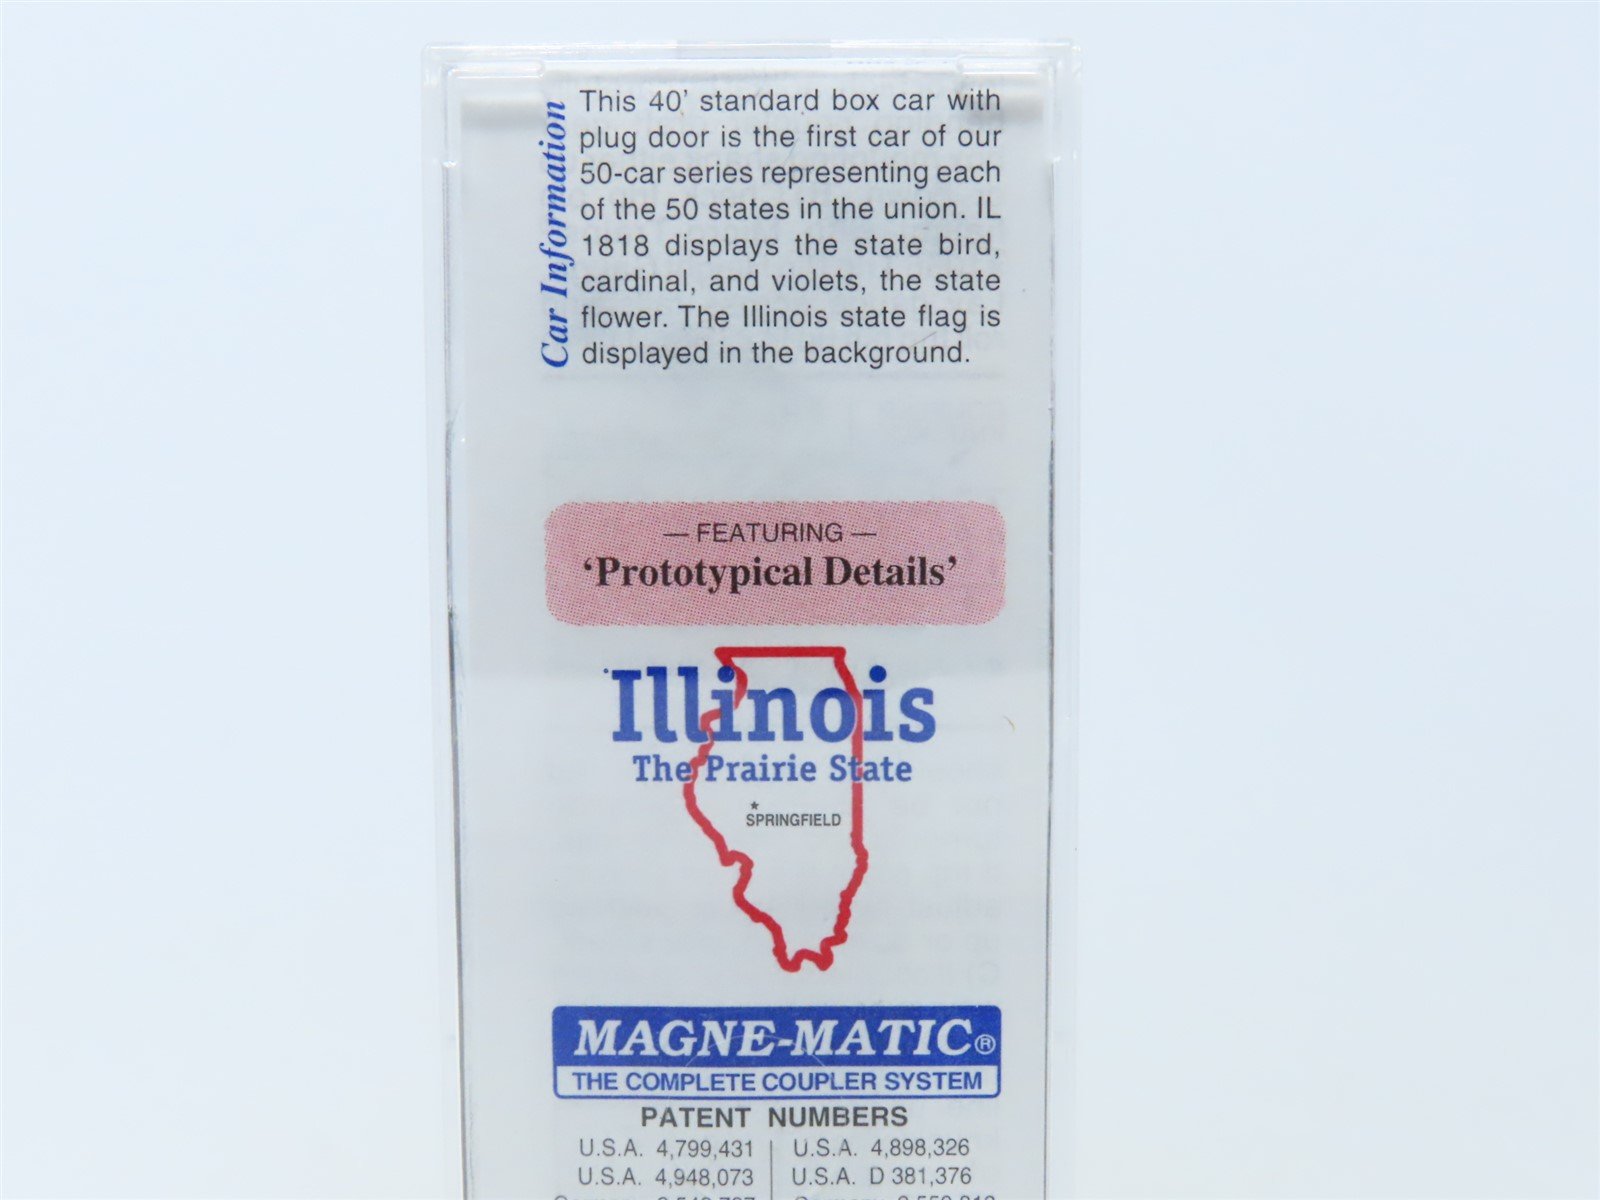 Car Information
This 40' standard box car with
plug door is the first car of our
50-car series representing each
of the 50 states in the union. IL
1818 displays the state bird,
cardinal, and violets, the state
flower. The Illinois state flag is
displayed in the background.
— FEATURING —
‘Prototypical Details’
Illinois
The Prairie State
★
SPRINGFIELD
MAGNE-MATIC®
THE COMPLETE COUPLER SYSTEM
PATENT NUMBERS
U.S.A. 4,799,431 | U.S.A. 4,898,326
U.S.A. 4,948,073 | U.S.A. D 381,376